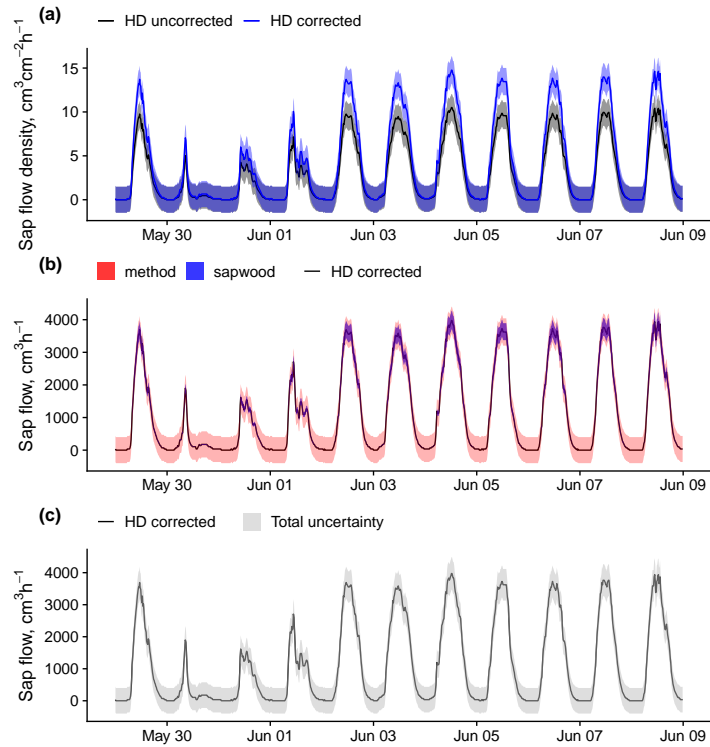 (a)
HD uncorrected HD corrected
Sap flow density, cm³cm⁻²h⁻¹
15
10
5
0
May 30 Jun 01 Jun 03 Jun 05 Jun 07 Jun 09
(b)
method sapwood HD corrected
Sap flow, cm³h⁻¹
4000
3000
2000
1000
0
May 30 Jun 01 Jun 03 Jun 05 Jun 07 Jun 09
(c)
HD corrected Total uncertainty
Sap flow, cm³h⁻¹
4000
3000
2000
1000
0
May 30 Jun 01 Jun 03 Jun 05 Jun 07 Jun 09